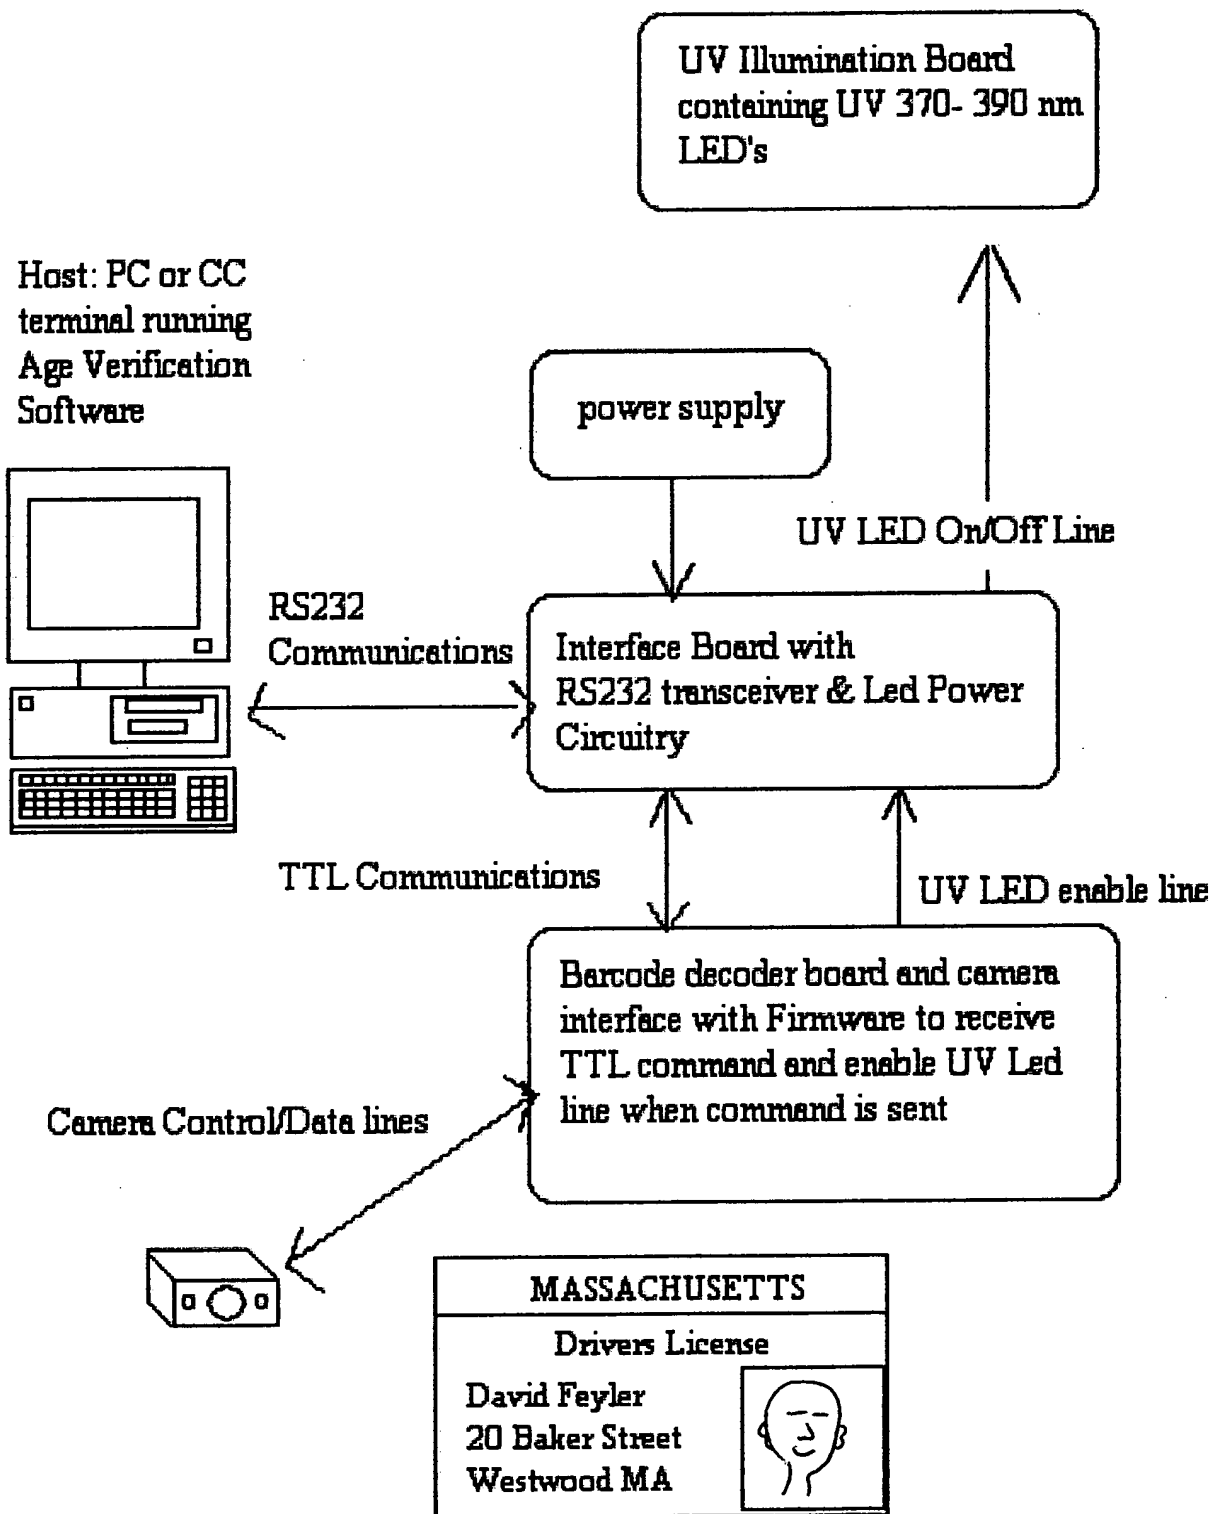 UV Illumination Board
containing UV 370- 390 nm
LED's
Host: PC or CC
terminal running
Age Verification
Software
power supply
UV LED On/Off Line
RS232
Communications
Interface Board with
RS232 transceiver & Led Power
Circuitry
TTL Communications
UV LED enable line
Barcode decoder board and camera
interface with Firmware to receive
TTL command and enable UV Led
line when command is sent
Camera Control/Data lines
MASSACHUSETTS
Drivers License
David Feyler
20 Baker Street
Westwood MA